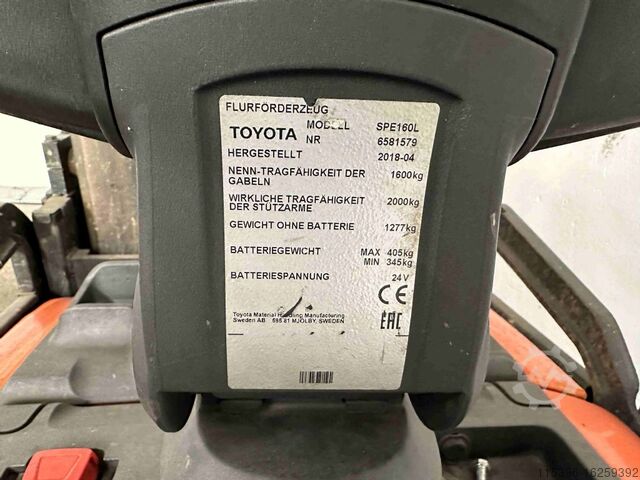 FLURFÖRDERZEUG
TOYOTA MODELL SPE160L
NR 6581579
HERGESTELLT 2018-04
NENN-TRAGFÄHIGKEIT DER
GABELN 1600kg
WIRKLICHE TRAGFÄHIGKEIT
DER STÜTZARME 2000kg
GEWICHT OHNE BATTERIE 1277kg
BATTERIEGEWICHT MAX 405kg
MIN 345kg
BATTERIESPANNUNG 24V
CE
EAC
Toyota Material Handling Manufacturing
Sweden AB 595 81 MJÖLBY, SWEDEN
16259392